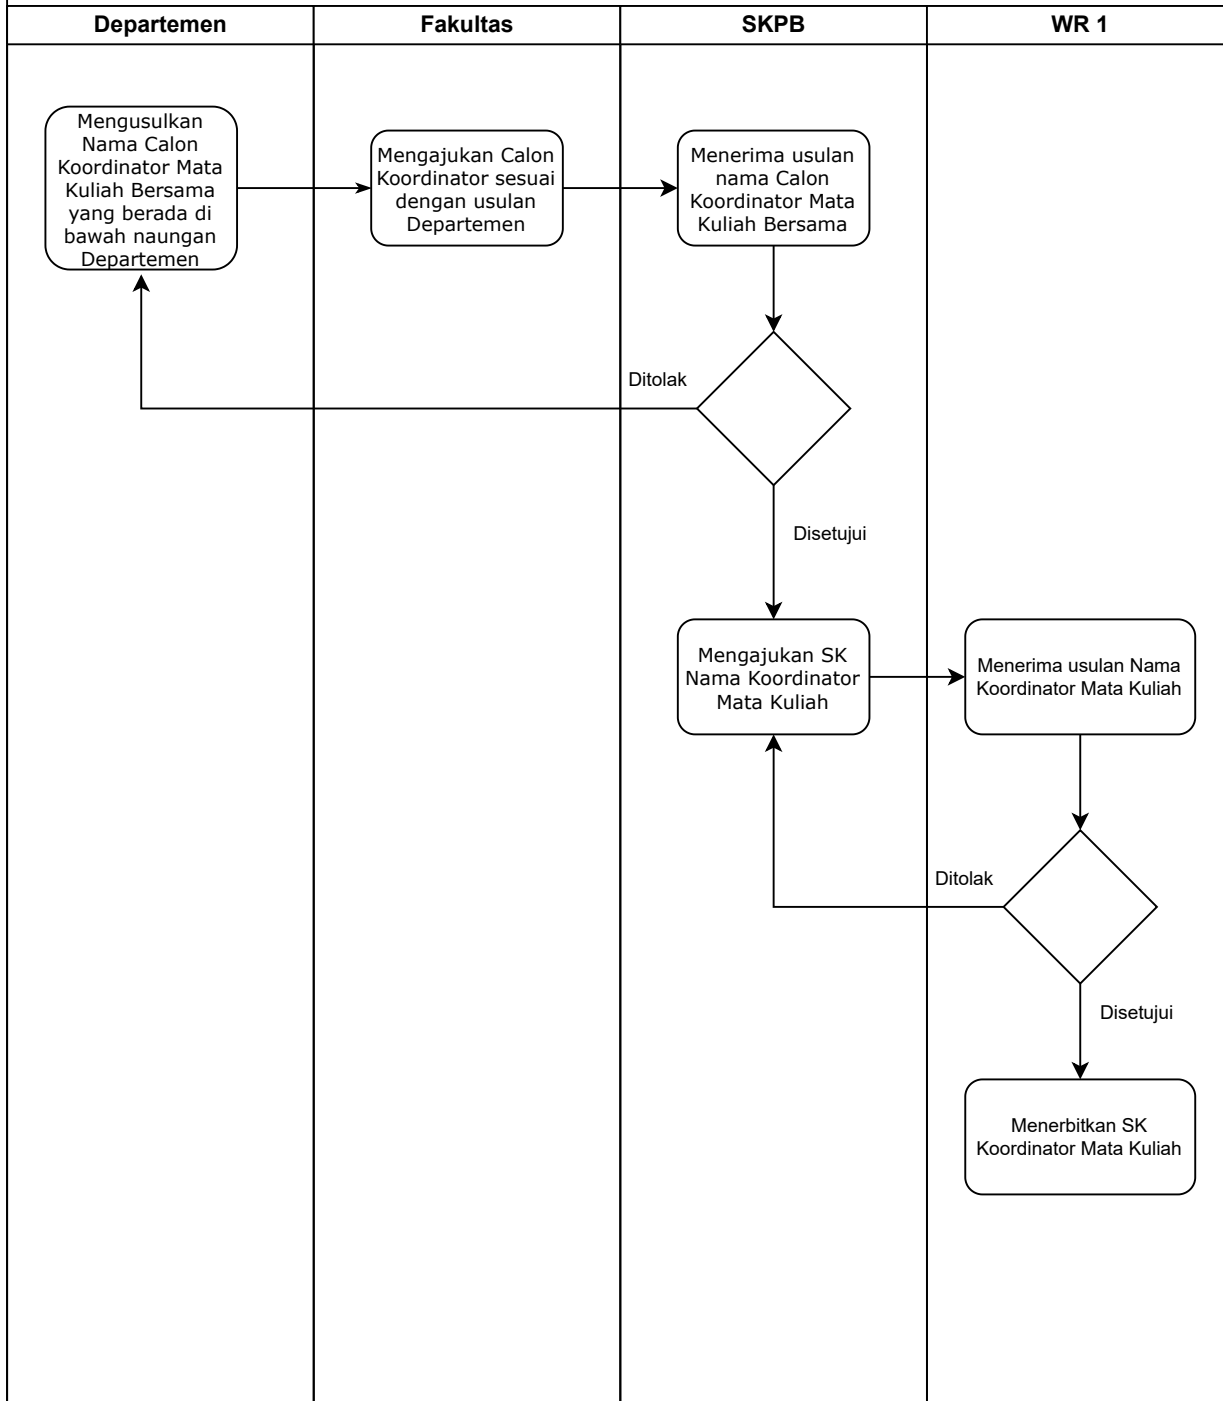 Departemen
Fakultas
SKPB
WR 1
Mengusulkan
Nama Calon
Koordinator Mata
Kuliah Bersama
yang berada di
bawah naungan
Departemen
Mengajukan Calon
Koordinator sesuai
dengan usulan
Departemen
Menerima usulan
nama Calon
Koordinator Mata
Kuliah Bersama
Ditolak
Disetujui
Mengajukan SK
Nama Koordinator
Mata Kuliah
Menerima usulan Nama
Koordinator Mata Kuliah
Ditolak
Disetujui
Menerbitkan SK
Koordinator Mata Kuliah